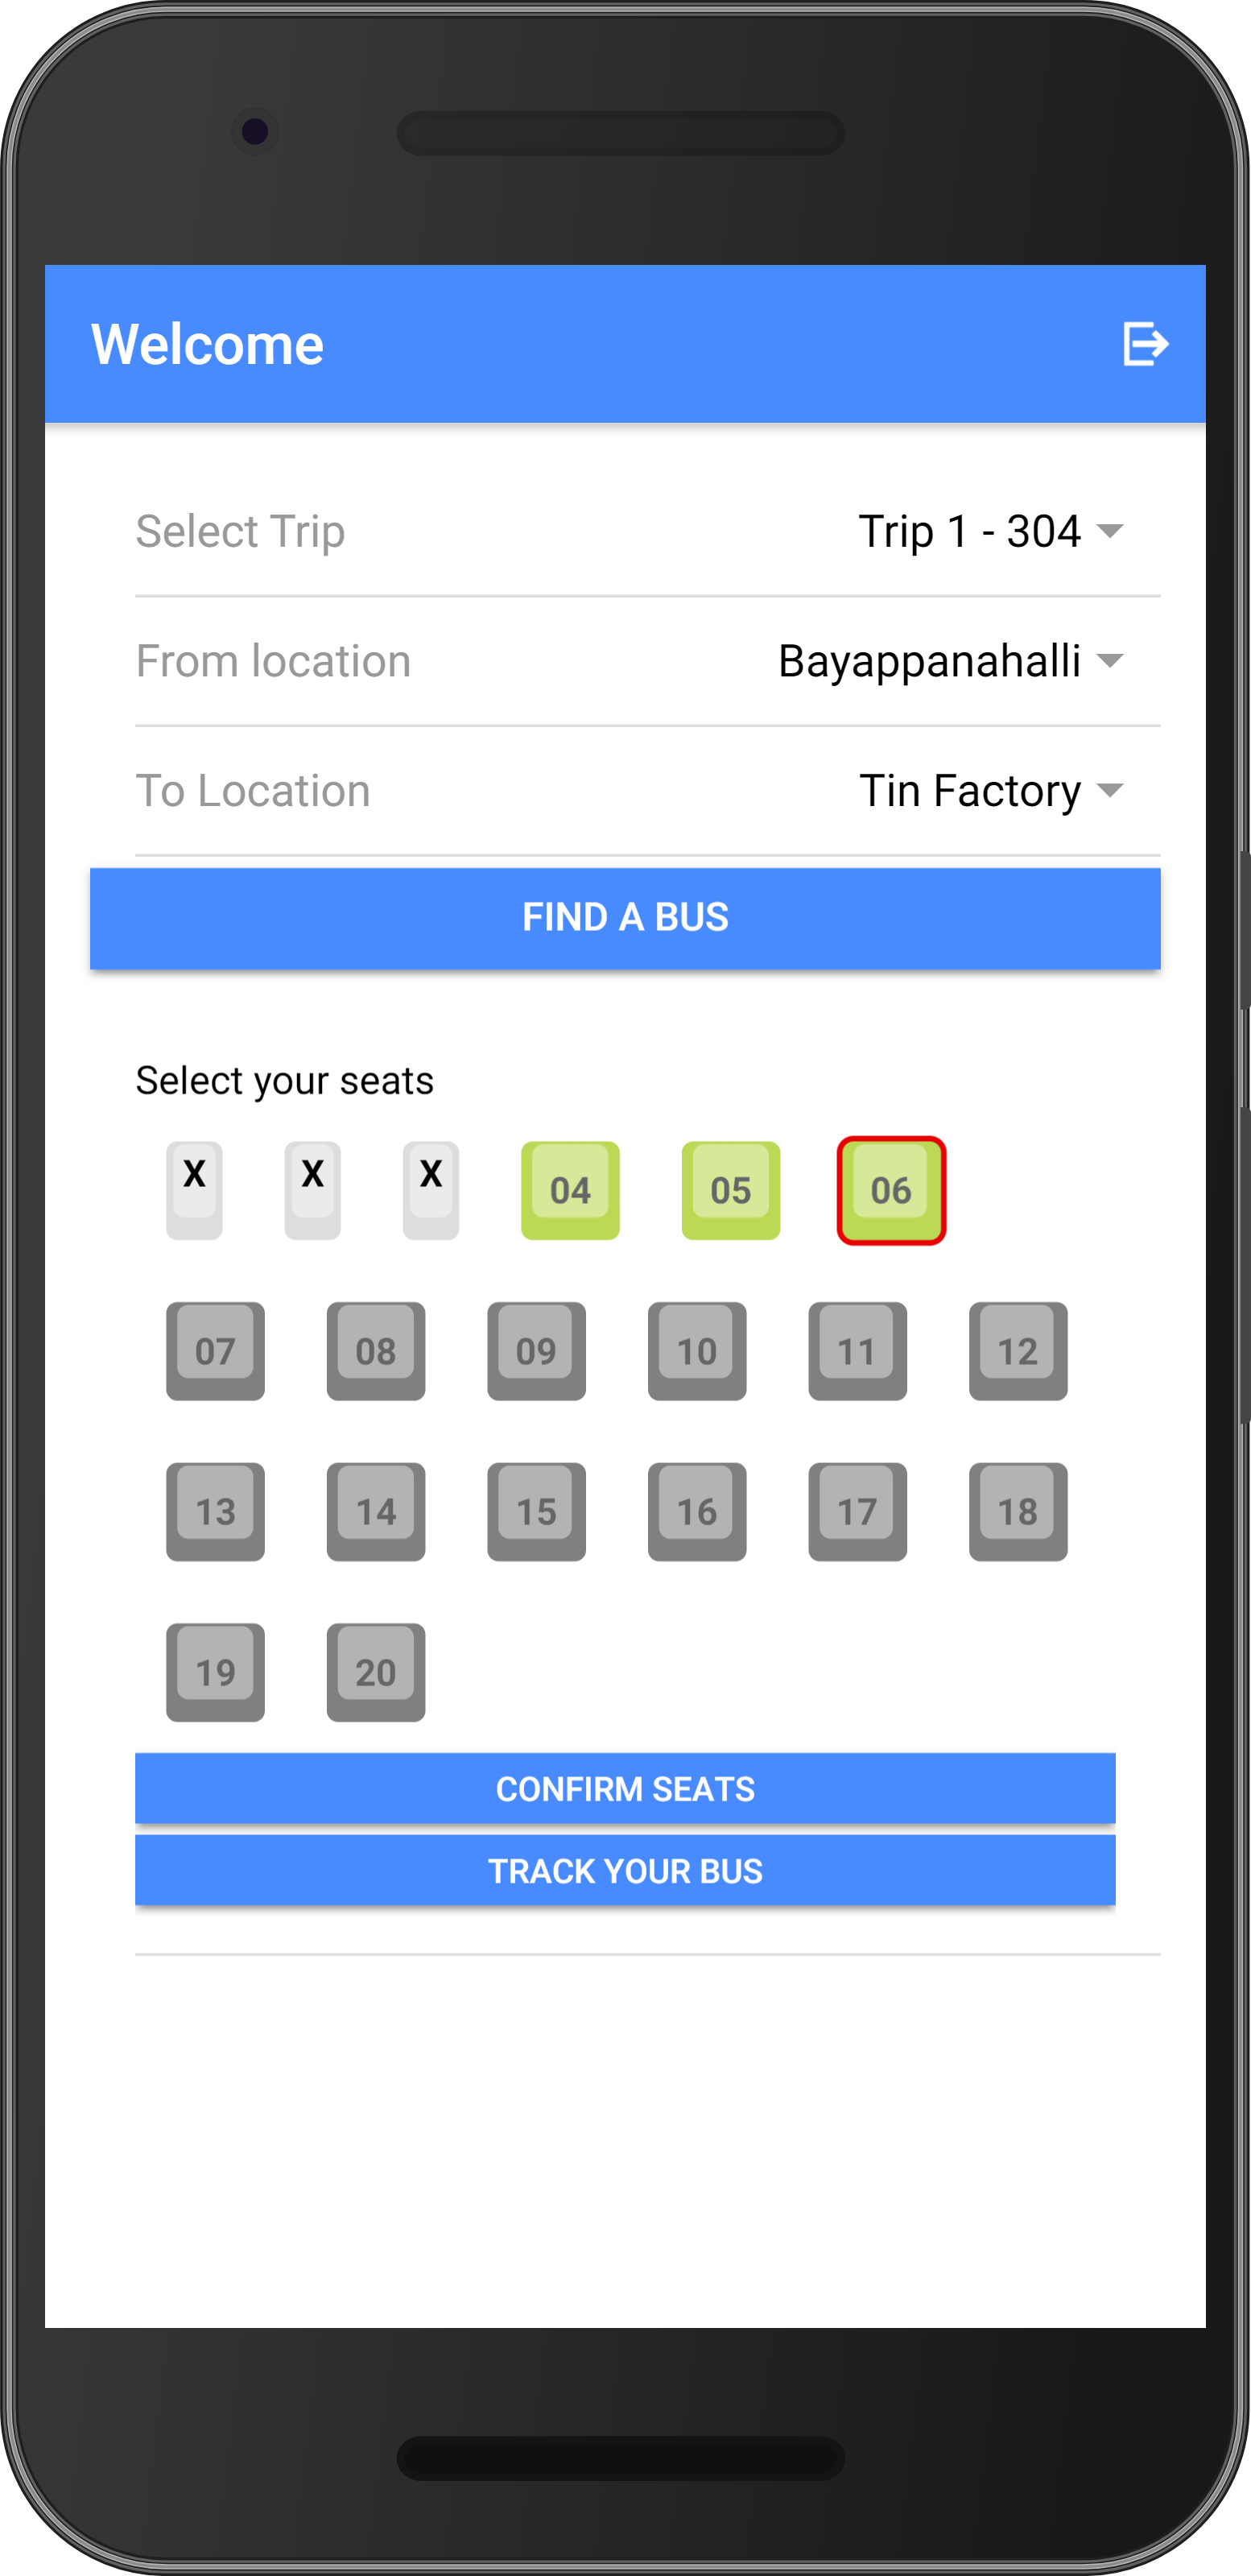 Welcome
Select Trip Trip 1 - 304
From location Bayappanahalli
To Location Tin Factory
FIND A BUS
Select your seats
X X X 04 05 06
07 08 09 10 11 12
13 14 15 16 17 18
19 20
CONFIRM SEATS
TRACK YOUR BUS